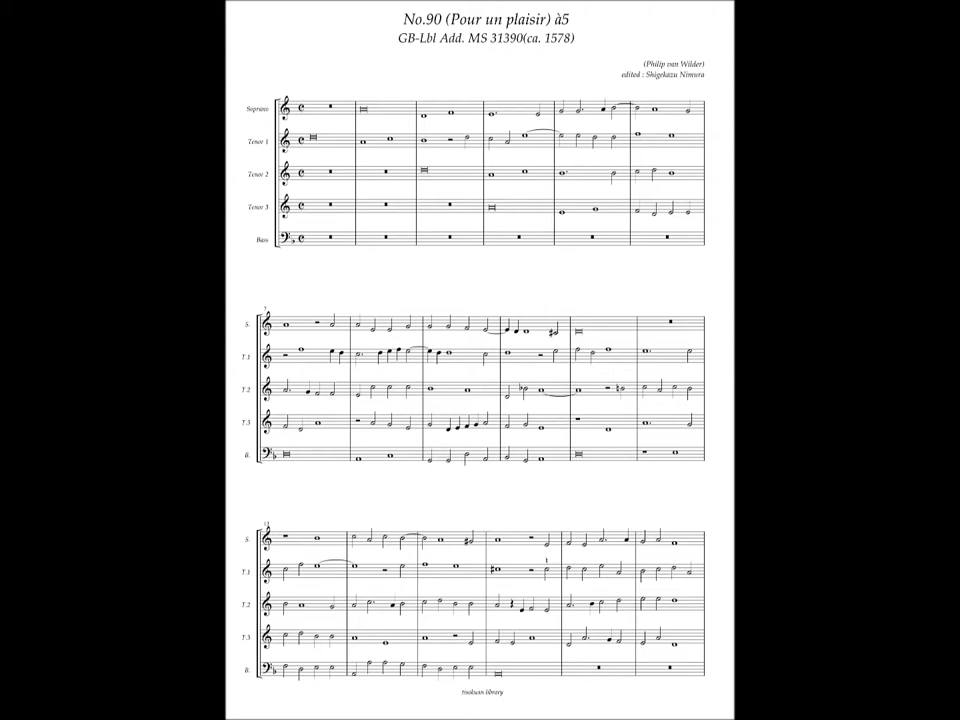 No.90 (Pour un plaisir) à5
GB-Lbl Add. MS 31390(ca. 1578)
(Philip van Wilder)
edited : Shigekazu Nimura
Soprano
Tenor 1
Tenor 2
Tenor 3
Bass
7
S.
T.1
T.2
T.3
B.
13
S.
T.1
T.2
T.3
B.
tisokuan library